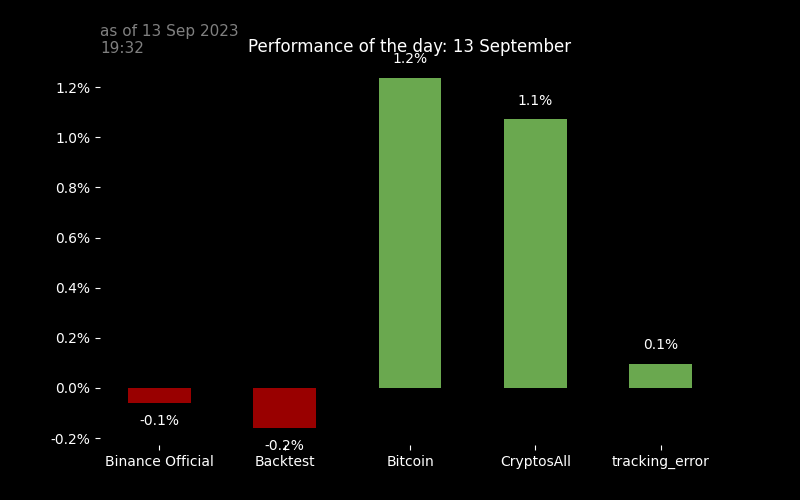 as of 13 Sep 2023
19:32
Performance of the day: 13 September
1.2%
1.2%
1.1%
1.0%
0.8%
0.6%
0.4%
0.2%
0.1%
0.0%
-0.1%
-0.2%
-0.2%
Binance Official
Backtest
Bitcoin
CryptosAll
tracking_error